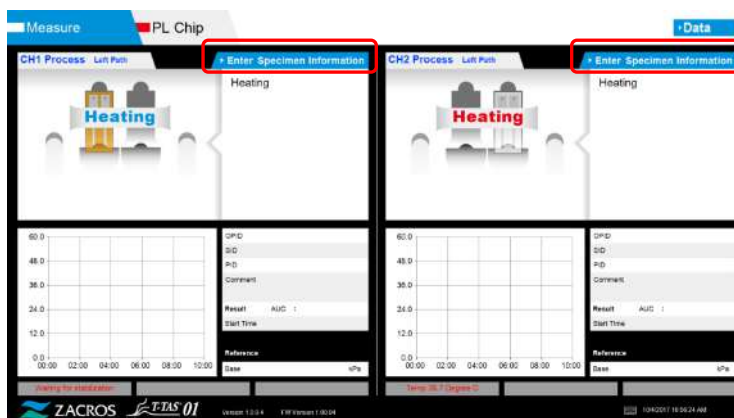 Measure
PL Chip
Data
CH1 Process Left Push
Enter Specimen Information
Heating
Heating
60.0
48.0
36.0
24.0
12.0
0.0
00:00 02:00 04:00 06:00 08:00 10:00
OPID
SID
PID
Comment
Result AUC :
Start Time
Reference
Base kPa
Waiting for stabilization
CH2 Process Left Push
Enter Specimen Information
Heating
Heating
60.0
48.0
36.0
24.0
12.0
0.0
00:00 02:00 04:00 06:00 08:00 10:00
OPID
SID
PID
Comment
Result AUC :
Start Time
Reference
Base kPa
Degree C
ZACROS T-TAS 01